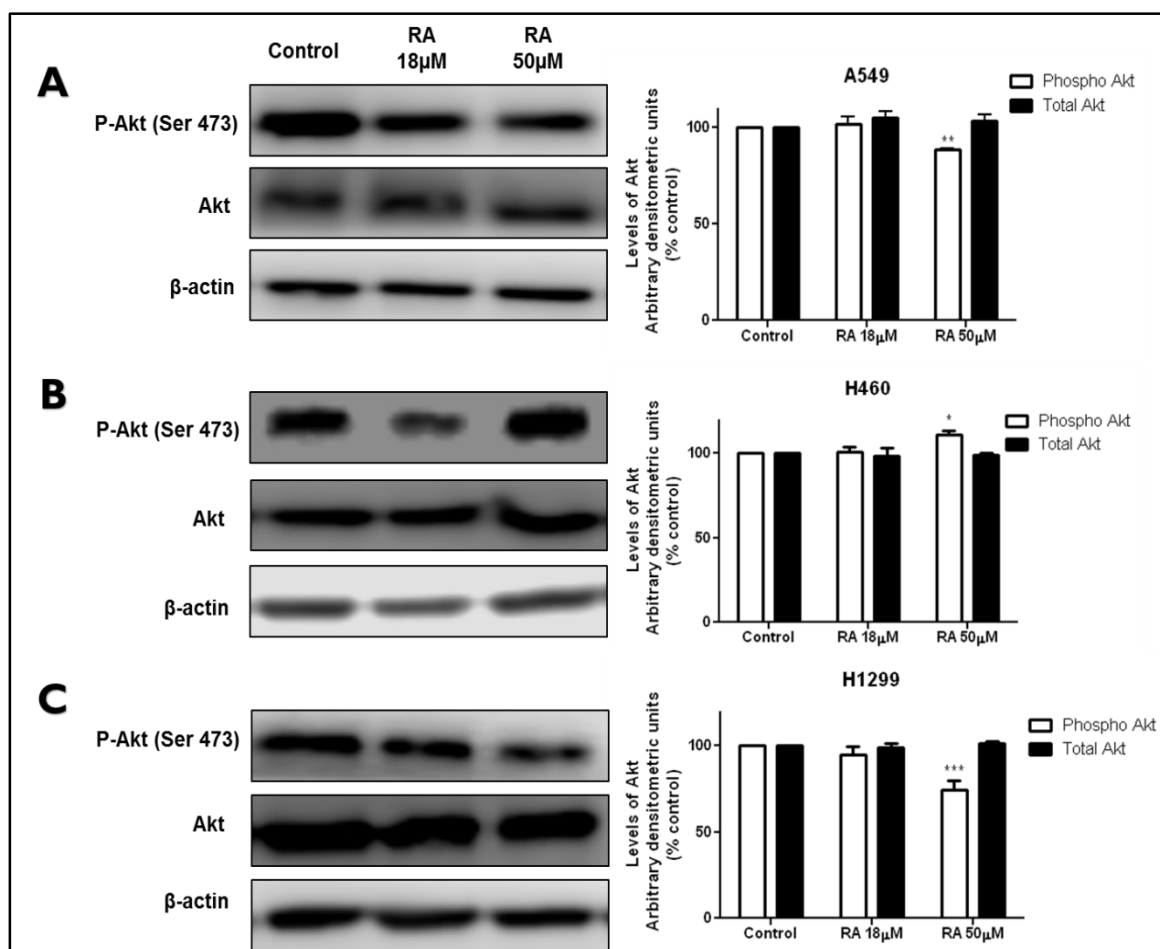 Control
RA
18µM
RA
50µM
A
P-Akt (Ser 473)
Akt
β-actin
A549
Levels of Akt
Arbitrary densitometric units
(% control)
100
50
0
**
Control
RA 18µM
RA 50µM
Phospho Akt
Total Akt
B
P-Akt (Ser 473)
Akt
β-actin
H460
Levels of Akt
Arbitrary densitometric units
(% control)
100
50
0
*
Control
RA 18µM
RA 50µM
Phospho Akt
Total Akt
C
P-Akt (Ser 473)
Akt
β-actin
H1299
Levels of Akt
Arbitrary densitometric units
(% control)
100
50
0
***
Control
RA 18µM
RA 50µM
Phospho Akt
Total Akt